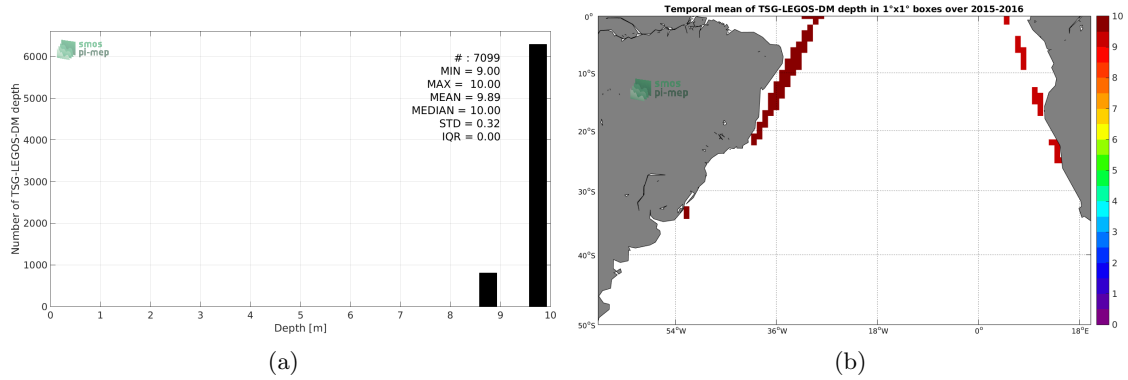 smos
pi-mep
# : 7099
MIN = 9.00
MAX = 10.00
MEAN = 9.89
MEDIAN = 10.00
STD = 0.32
IQR = 0.00
Number of TSG-LEGOS-DM depth
6000
5000
4000
3000
2000
1000
0
0 1 2 3 4 5 6 7 8 9 10
Depth [m]
(a)
Temporal mean of TSG-LEGOS-DM depth in 1°x1° boxes over 2015-2016
smos
pi-mep
0°
10°S
20°S
30°S
40°S
50°S
54°W 36°W 18°W 0° 18°E
10
9
8
7
6
5
4
3
2
1
0
(b)